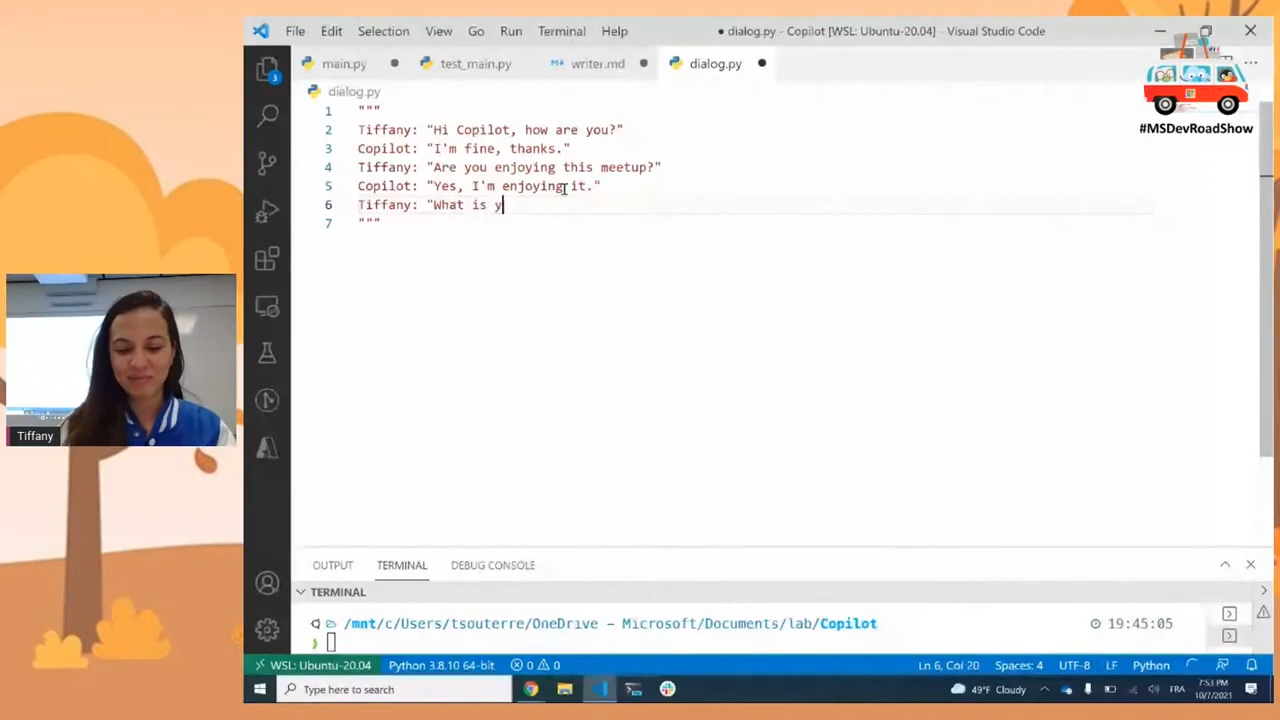 File Edit Selection View Go Run Terminal Help
● dialog.py - Copilot [WSL: Ubuntu-20.04] - Visual Studio Code
main.py
test_main.py
writer.md
dialog.py
dialog.py
1 """
2 Tiffany: "Hi Copilot, how are you?"
3 Copilot: "I'm fine, thanks."
4 Tiffany: "Are you enjoying this meetup?"
5 Copilot: "Yes, I'm enjoying it."
6 Tiffany: "What is y
7 """
#MSDevRoadShow
3
Tiffany
OUTPUT TERMINAL DEBUG CONSOLE
TERMINAL
/mnt/c/Users/tsouterre/OneDrive – Microsoft/Documents/lab/Copilot
19:45:05
WSL: Ubuntu-20.04 Python 3.8.10 64-bit 0 0 Ln 6, Col 20 Spaces: 4 UTF-8 LF Python
Type here to search
49°F Cloudy
FRA
7:53 PM
10/7/2021